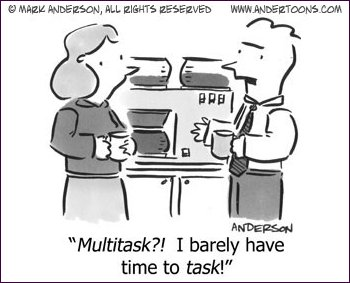 © MARK ANDERSON, ALL RIGHTS RESERVED WWW.ANDERTOONS.COM
ANDERSON
"Multitask?! I barely have
time to task!"